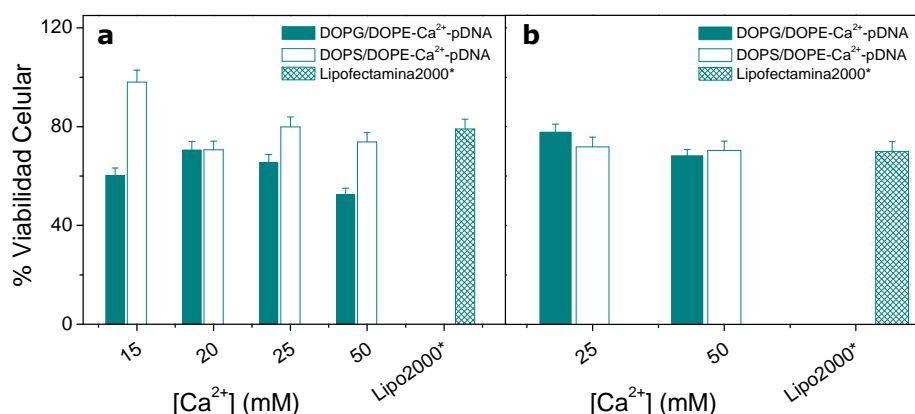 % Viabilidad Celular
120
80
40
0
a
DOPG/DOPE-Ca²⁺-pDNA
DOPS/DOPE-Ca²⁺-pDNA
Lipofectamina2000*
15
20
25
50
Lipo2000*
[Ca²⁺] (mM)
b
DOPG/DOPE-Ca²⁺-pDNA
DOPS/DOPE-Ca²⁺-pDNA
Lipofectamina2000*
25
50
Lipo2000*
[Ca²⁺] (mM)